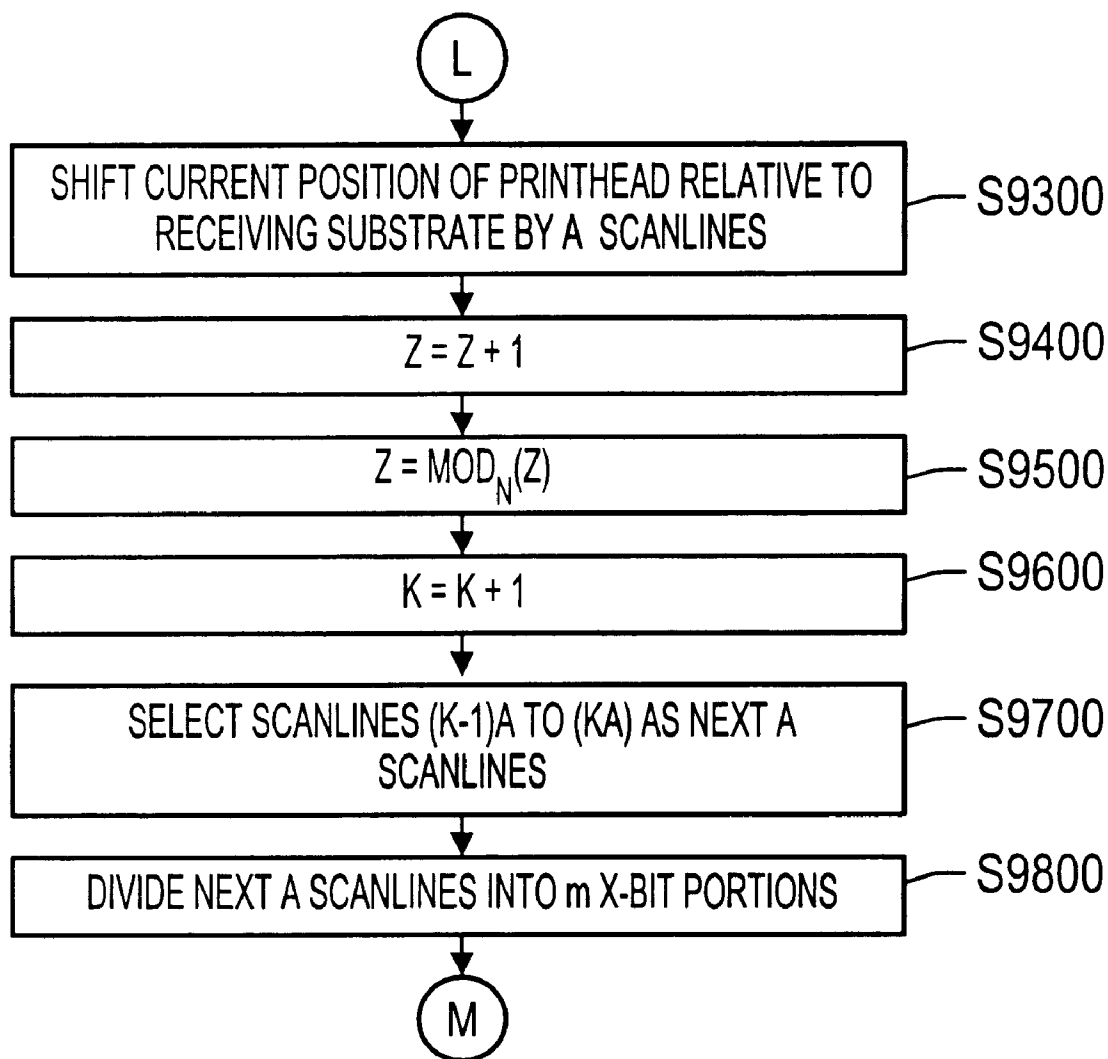 L
SHIFT CURRENT POSITION OF PRINTHEAD RELATIVE TO
RECEIVING SUBSTRATE BY A SCANLINES
S9300
Z = Z + 1
S9400
Z = MOD_N(Z)
S9500
K = K + 1
S9600
SELECT SCANLINES (K-1)A TO (KA) AS NEXT A
SCANLINES
S9700
DIVIDE NEXT A SCANLINES INTO m X-BIT PORTIONS
S9800
M